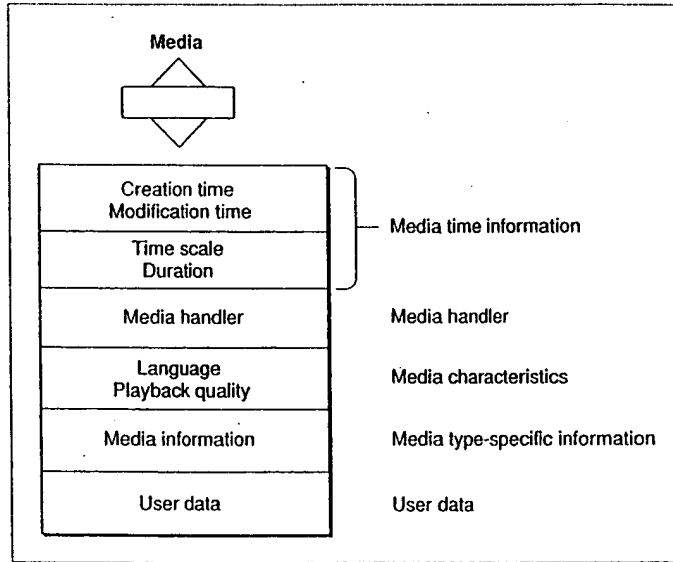 Media
Creation time
Modification time
Time scale
Duration
Media time information
Media handler
Media handler
Language
Playback quality
Media characteristics
Media information
Media type-specific information
User data
User data